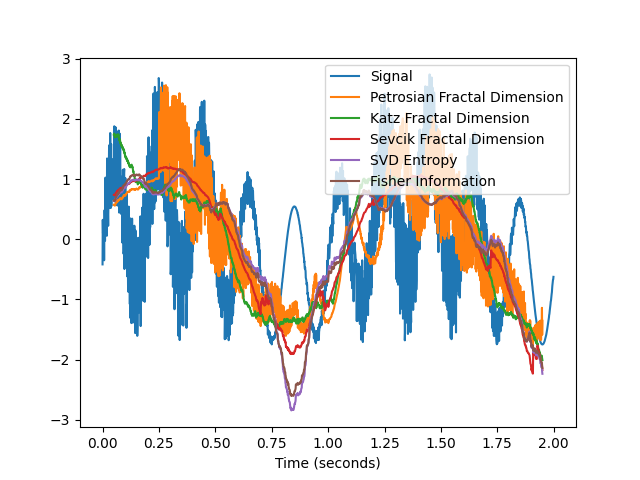 3
2
1
0
−1
−2
−3
Signal
Petrosian Fractal Dimension
Katz Fractal Dimension
Sevcik Fractal Dimension
SVD Entropy
Fisher Information
0.00 0.25 0.50 0.75 1.00 1.25 1.50 1.75 2.00
Time (seconds)